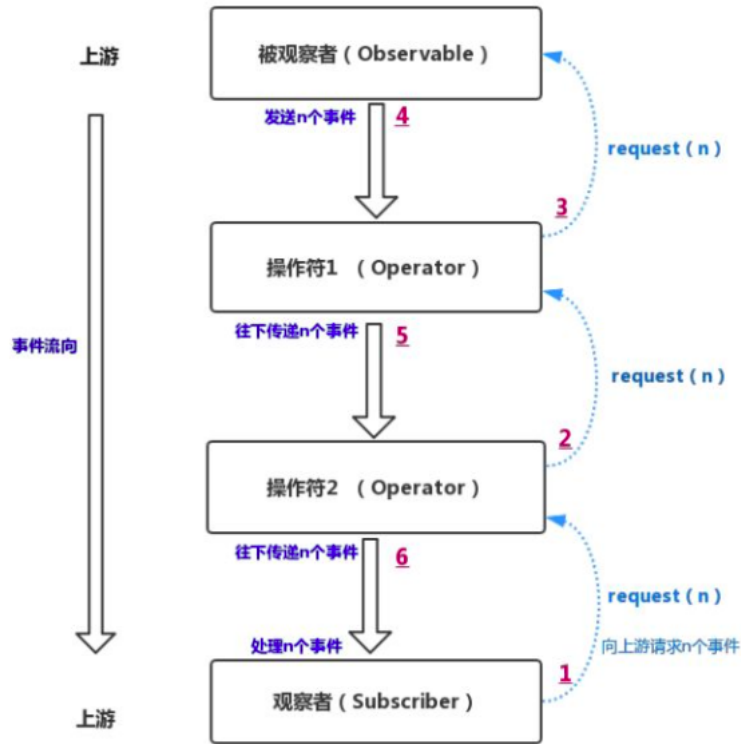 被观察者（Observable）
上游
发送n个事件
4
request（n）
3
操作符1 （Operator）
往下传递n个事件
5
事件流向
request（n）
2
操作符2 （Operator）
往下传递n个事件
6
request（n）
处理n个事件
向上游请求n个事件
1
观察者（Subscriber）
上游